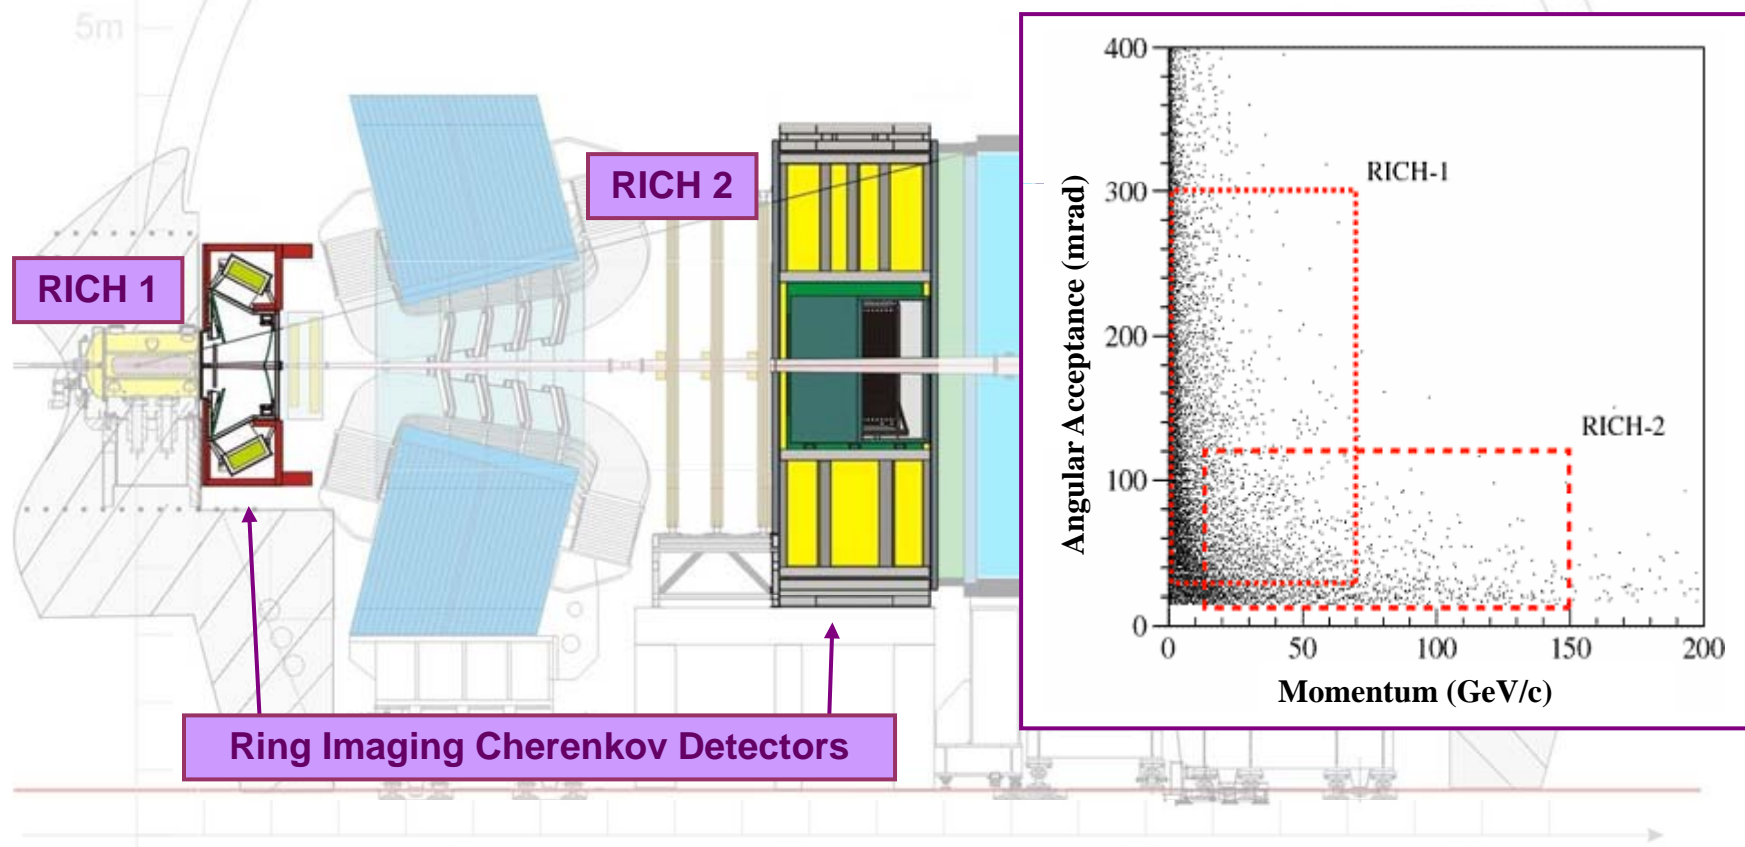 5m
RICH 1
RICH 2
Ring Imaging Cherenkov Detectors
Angular Acceptance (mrad)
400
300
200
100
0
RICH-1
RICH-2
0 50 100 150 200
Momentum (GeV/c)